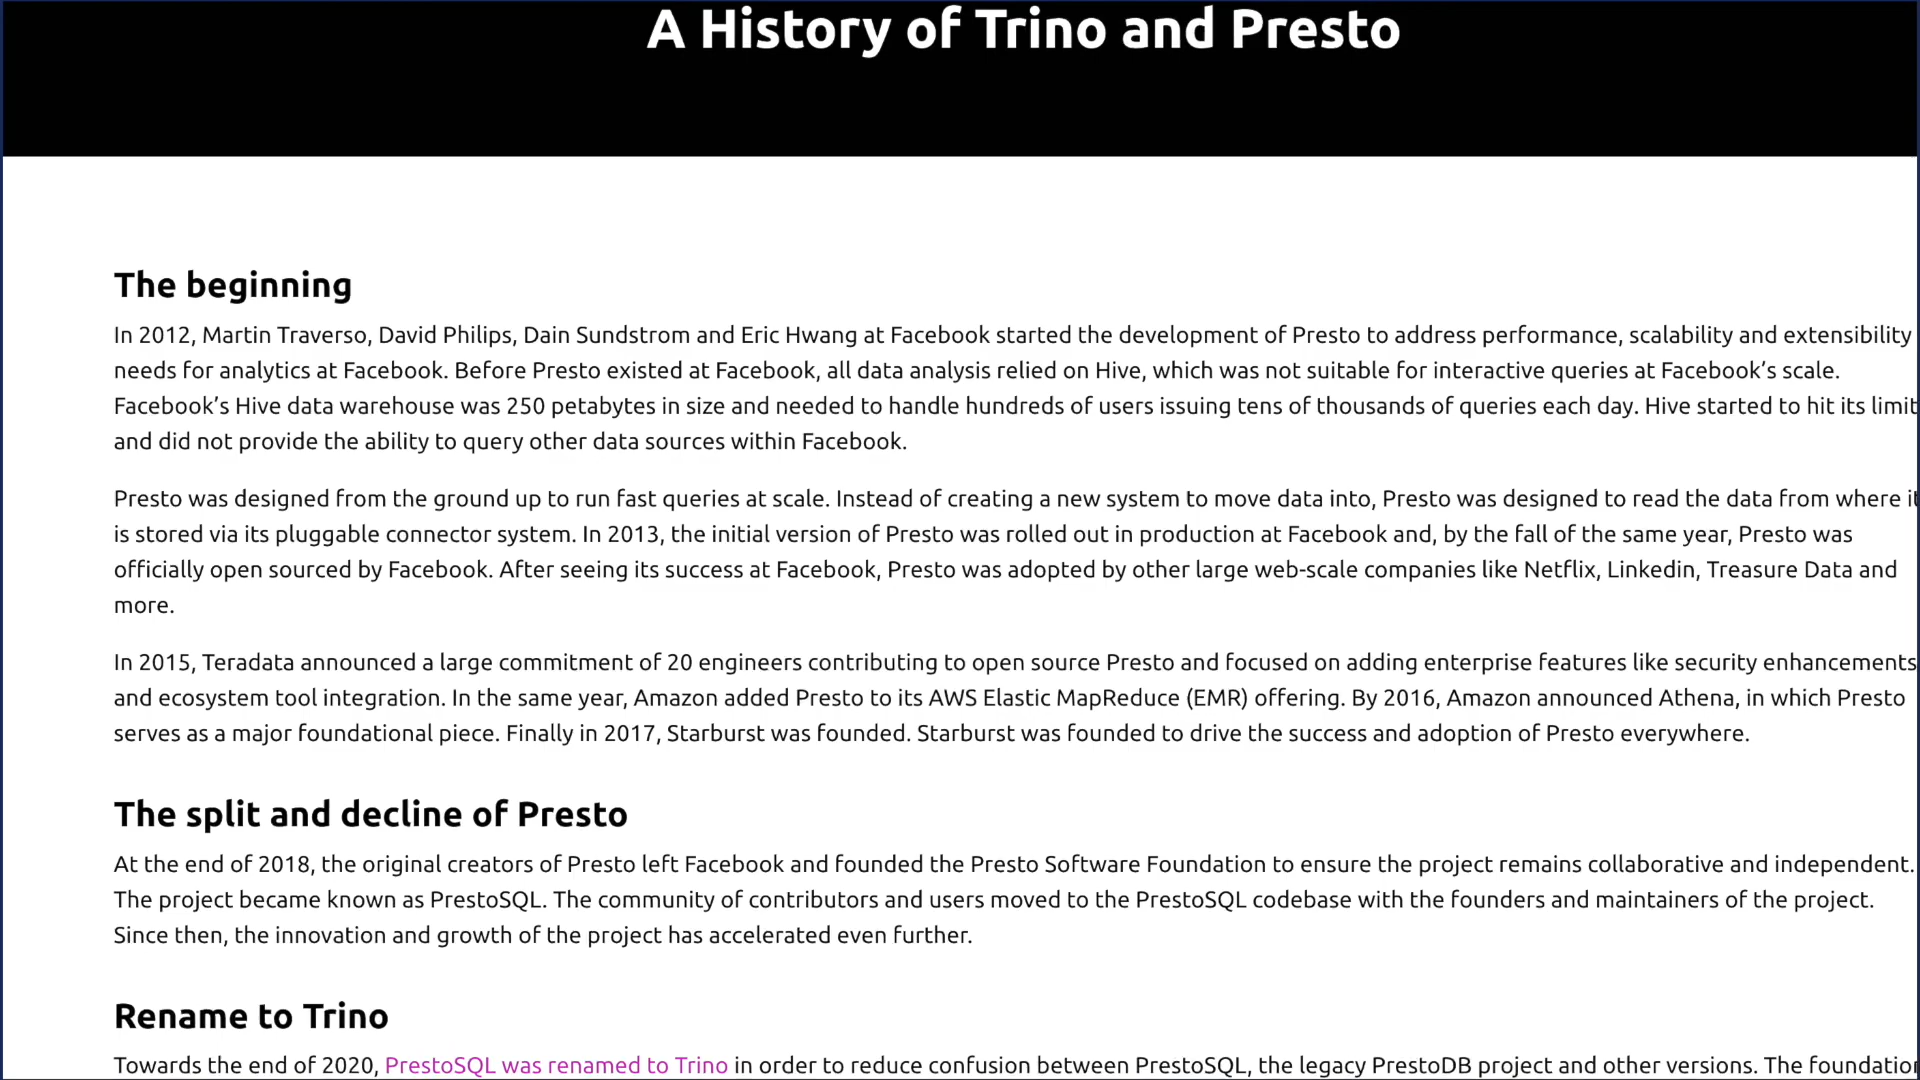 A History of Trino and Presto
The beginning
In 2012, Martin Traverso, David Philips, Dain Sundstrom and Eric Hwang at Facebook started the development of Presto to address performance, scalability and extensibility
needs for analytics at Facebook. Before Presto existed at Facebook, all data analysis relied on Hive, which was not suitable for interactive queries at Facebook’s scale.
Facebook’s Hive data warehouse was 250 petabytes in size and needed to handle hundreds of users issuing tens of thousands of queries each day. Hive started to hit its limit
and did not provide the ability to query other data sources within Facebook.
Presto was designed from the ground up to run fast queries at scale. Instead of creating a new system to move data into, Presto was designed to read the data from where it
is stored via its pluggable connector system. In 2013, the initial version of Presto was rolled out in production at Facebook and, by the fall of the same year, Presto was
officially open sourced by Facebook. After seeing its success at Facebook, Presto was adopted by other large web-scale companies like Netflix, Linkedin, Treasure Data and
more.
In 2015, Teradata announced a large commitment of 20 engineers contributing to open source Presto and focused on adding enterprise features like security enhancements
and ecosystem tool integration. In the same year, Amazon added Presto to its AWS Elastic MapReduce (EMR) offering. By 2016, Amazon announced Athena, in which Presto
serves as a major foundational piece. Finally in 2017, Starburst was founded. Starburst was founded to drive the success and adoption of Presto everywhere.
The split and decline of Presto
At the end of 2018, the original creators of Presto left Facebook and founded the Presto Software Foundation to ensure the project remains collaborative and independent.
The project became known as PrestoSQL. The community of contributors and users moved to the PrestoSQL codebase with the founders and maintainers of the project.
Since then, the innovation and growth of the project has accelerated even further.
Rename to Trino
Towards the end of 2020, PrestoSQL was renamed to Trino in order to reduce confusion between PrestoSQL, the legacy PrestoDB project and other versions. The foundation